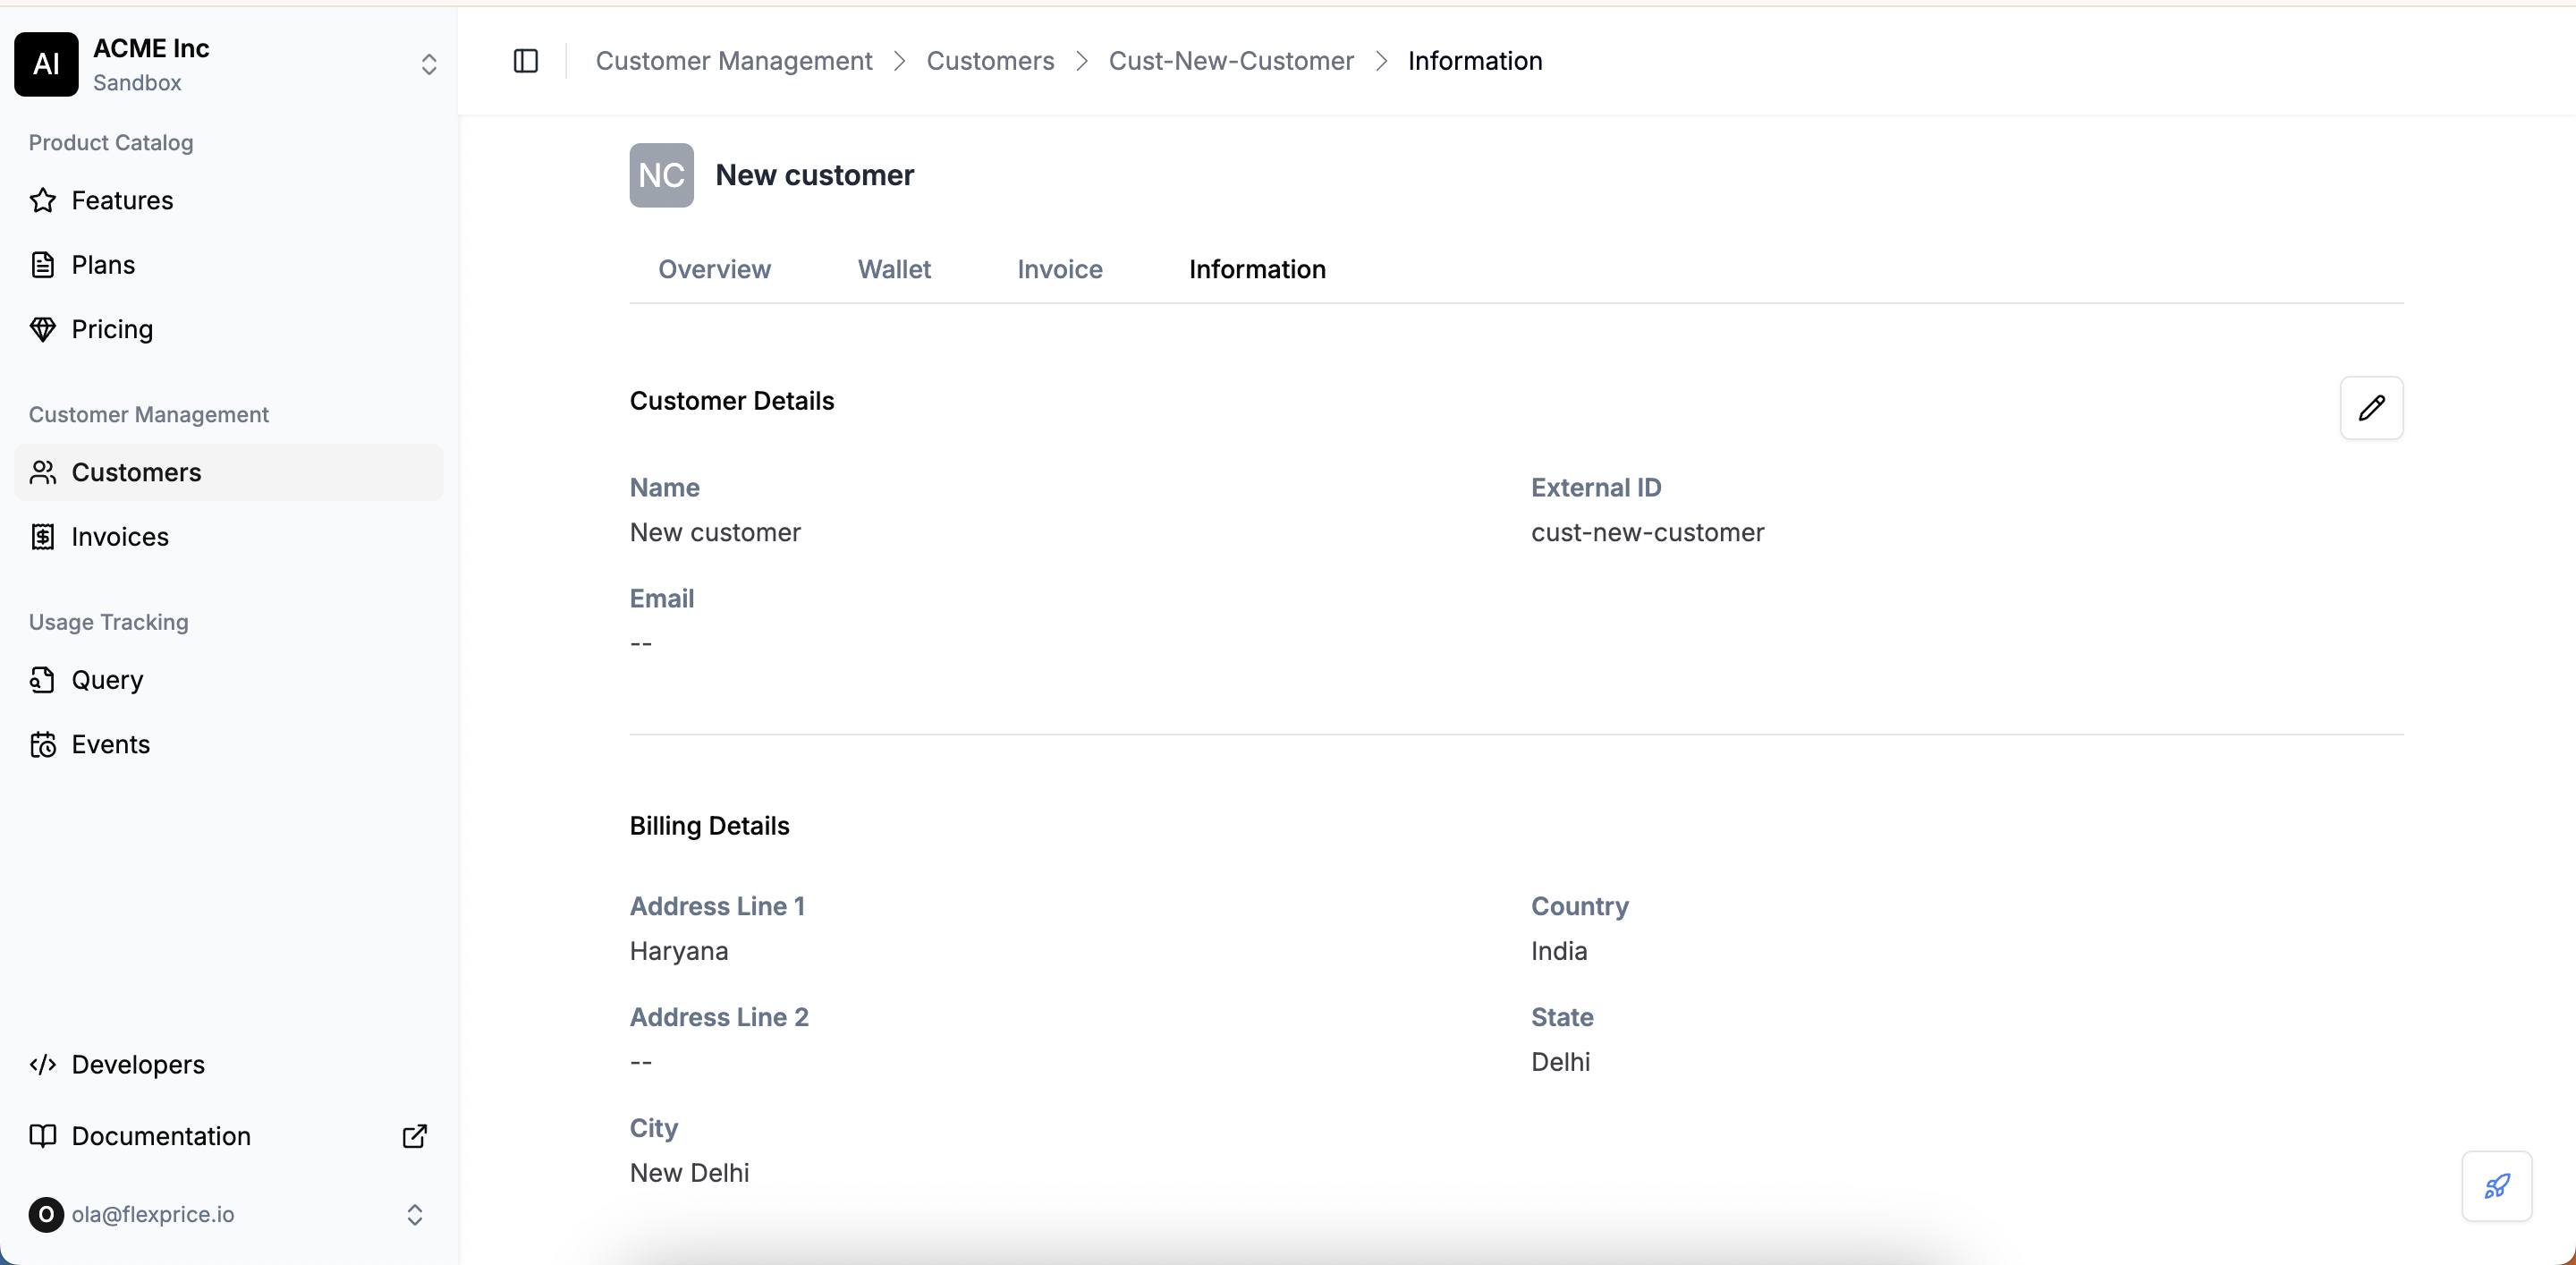 AI
ACME Inc
Sandbox
Product Catalog
Features
Plans
Pricing
Customer Management
Customers
Invoices
Usage Tracking
Query
Events
Developers
Documentation
O
ola@flexprice.io
Customer Management > Customers > Cust-New-Customer > Information
NC
New customer
Overview Wallet Invoice Information
Customer Details
Name External ID
New customer cust-new-customer
Email
--
Billing Details
Address Line 1 Country
Haryana India
Address Line 2 State
-- Delhi
City
New Delhi